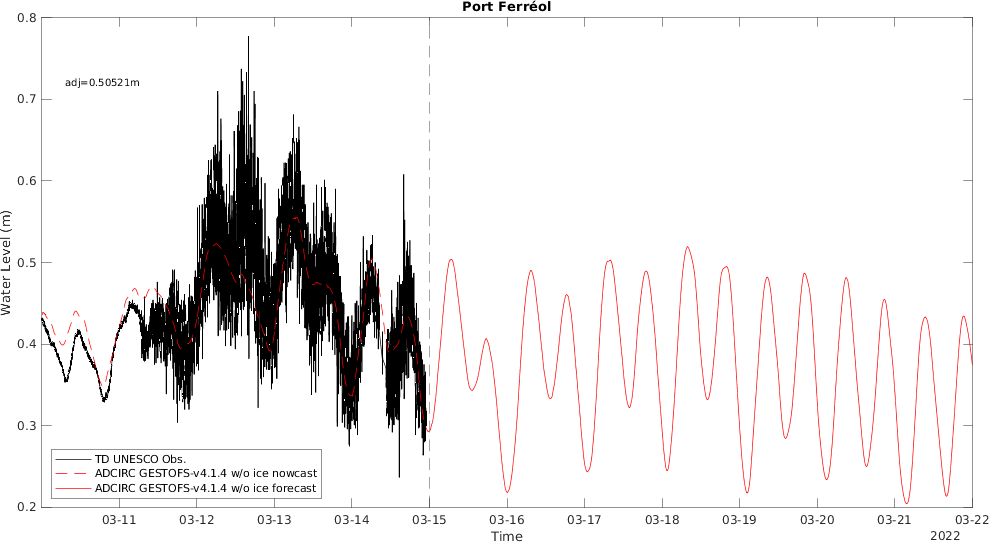 Port Ferréol
0.8
adj=0.50521m
0.7
0.6
0.5
0.4
0.3
0.2
Water Level (m)
TD UNESCO Obs.
ADCIRC GESTOFS-v4.1.4 w/o ice nowcast
ADCIRC GESTOFS-v4.1.4 w/o ice forecast
03-11 03-12 03-13 03-14 03-15 03-16 03-17 03-18 03-19 03-20 03-21 03-22
Time
2022